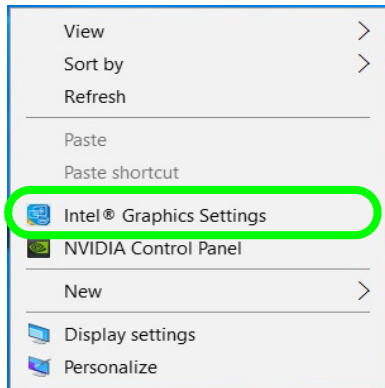 View
Sort by
Refresh
Paste
Paste shortcut
Intel® Graphics Settings
NVIDIA Control Panel
New
Display settings
Personalize